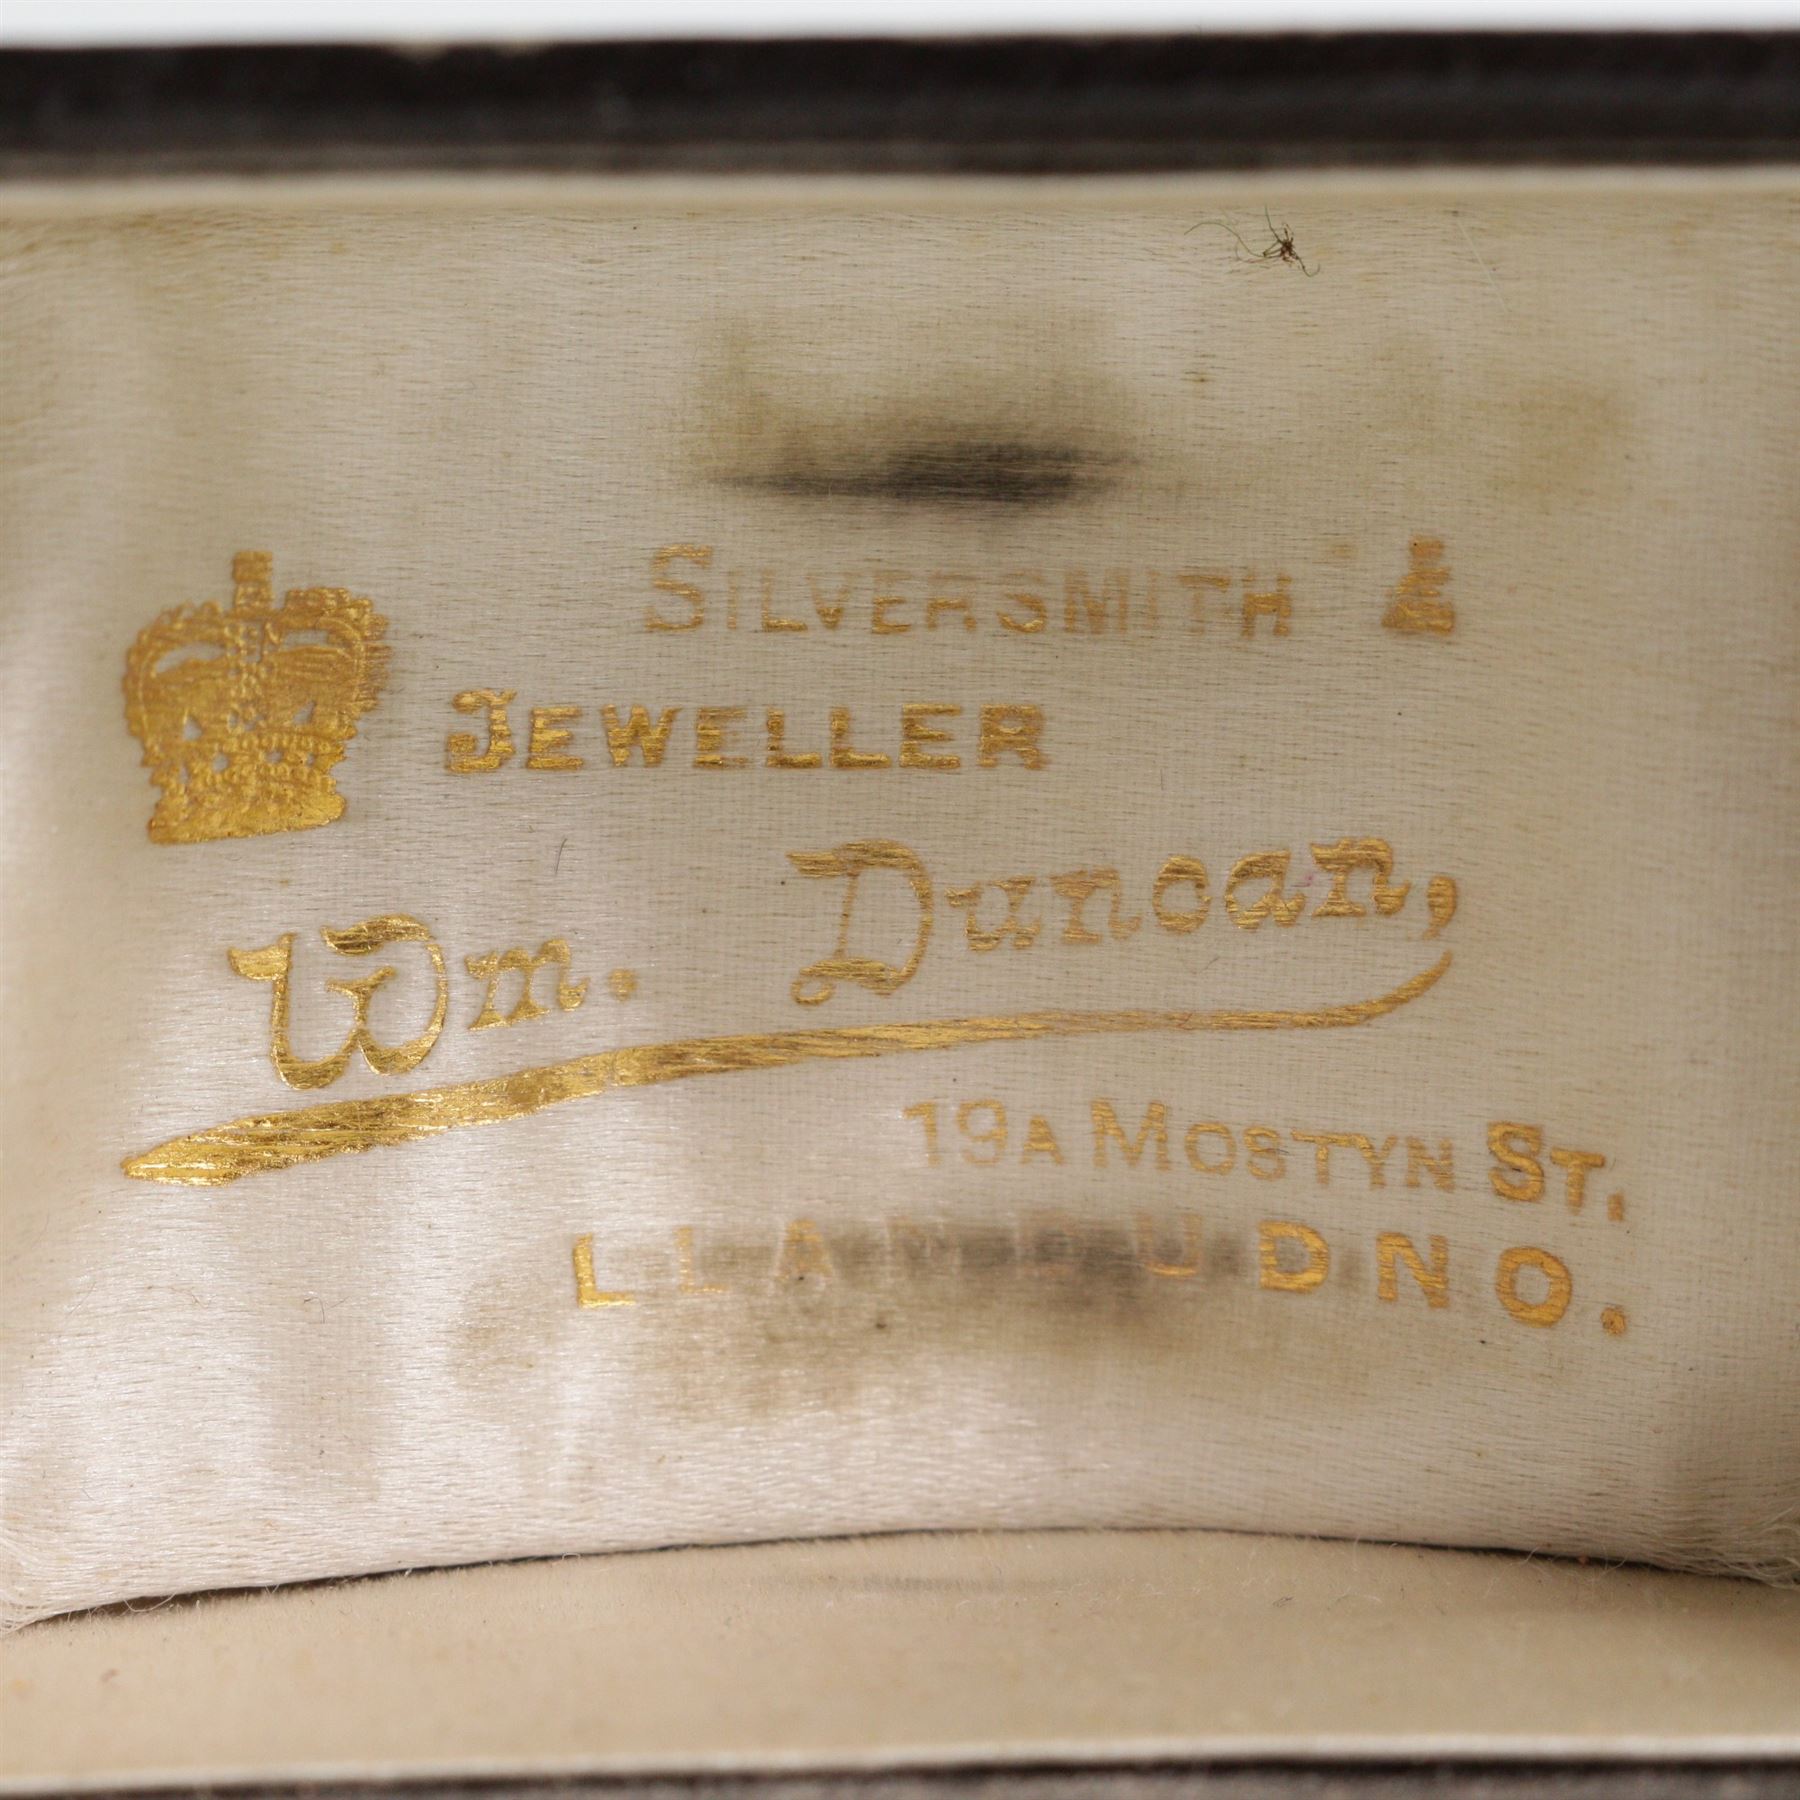 SILVERSMITH &
JEWELLER
Wm. Duncan,
19A MOSTYN ST.
LLANDUDNO.